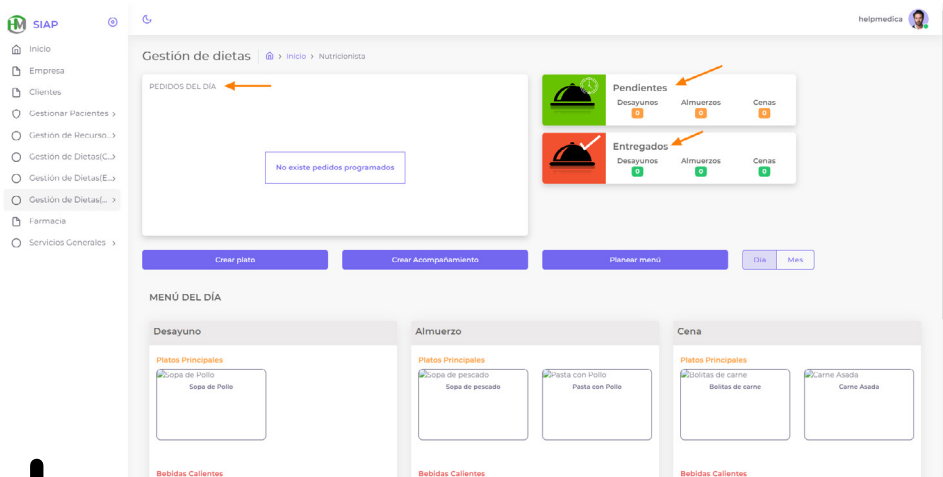 HM SIAP
helpmedica
Inicio
Empresa
Clientes
Gestionar Pacientes >
Gestión de Recurso... >
Gestión de Dietas(C... >
Gestión de Dietas(E... >
Gestión de Dietas(... >
Farmacia
Servicios Generales >
Gestión de dietas > Inicio > Nutricionista
PEDIDOS DEL DÍA
No existe pedidos programados
Pendientes
Desayunos Almuerzos Cenas
0 0 0
Entregados
Desayunos Almuerzos Cenas
0 0 0
Crear plato Crear Acompañamiento Planear menú Dia Mes
MENÚ DEL DÍA
Desayuno
Platos Principales
Sopa de Pollo
Sopa de Pollo
Bebidas Calientes
Almuerzo
Platos Principales
Sopa de pescado Pasta con Pollo
Sopa de pescado Pasta con Pollo
Bebidas Calientes
Cena
Platos Principales
Bolitas de carne Carne Asada
Bolitas de carne Carne Asada
Bebidas Calientes